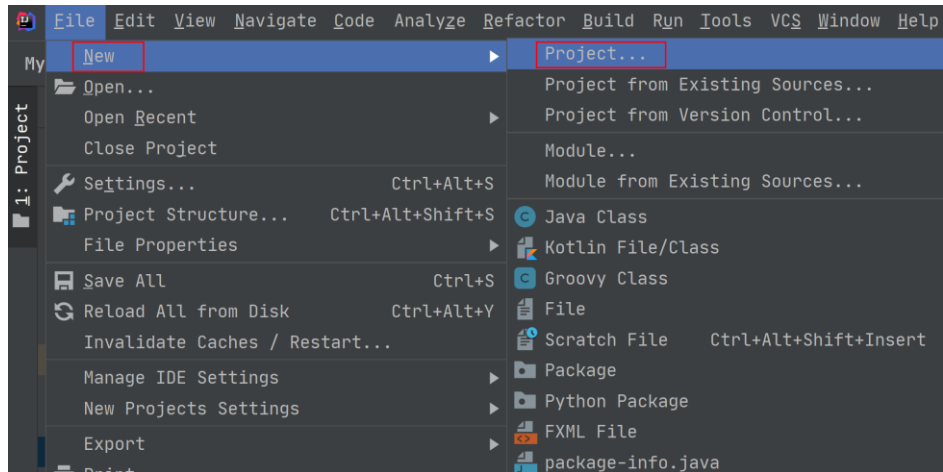 File Edit View Navigate Code Analyze Refactor Build Run Tools VCS Window Help
My
1: Project
New
Open...
Open Recent
Close Project
Settings... Ctrl+Alt+S
Project Structure... Ctrl+Alt+Shift+S
File Properties
Save All Ctrl+S
Reload All from Disk Ctrl+Alt+Y
Invalidate Caches / Restart...
Manage IDE Settings
New Projects Settings
Export
Print
Project...
Project from Existing Sources...
Project from Version Control...
Module...
Module from Existing Sources...
Java Class
Kotlin File/Class
Groovy Class
File
Scratch File Ctrl+Alt+Shift+Insert
Package
Python Package
FXML File
package-info.java